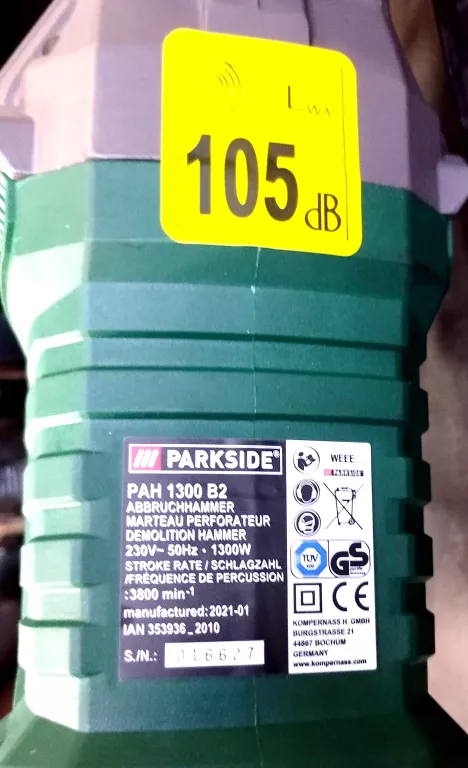 LWA
105
dB
PARKSIDE®
PAH 1300 B2
ABBRUCHHAMMER
MARTEAU PERFORATEUR
DEMOLITION HAMMER
230V~ 50Hz • 1300W
STROKE RATE / SCHLAGZAHL
/FRÉQUENCE DE PERCUSSION
:3800 min-1
manufactured:2021-01
IAN 353936_2010
S./N.: 016627
WEEE:
PARKSIDE
TÜV
GS
CE
KOMPERNASS H. GMBH
BURGSTRASSE 21
44867 BOCHUM
GERMANY
www.kompernass.com